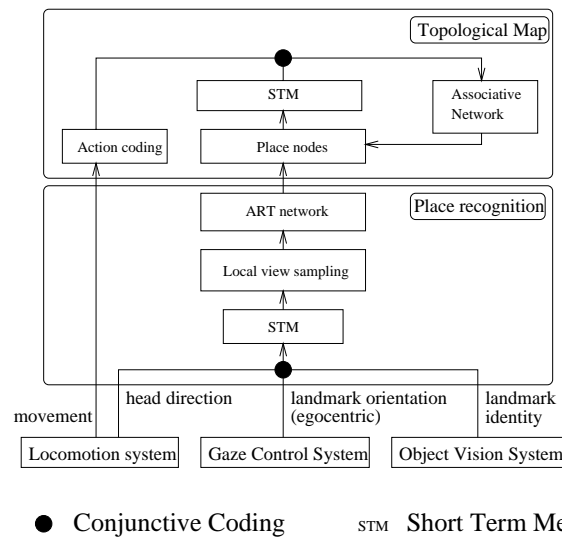 Topological Map
STM
Associative
Network
Action coding
Place nodes
ART network
Place recognition
Local view sampling
STM
head direction
landmark orientation
(egocentric)
landmark
identity
movement
Locomotion system
Gaze Control System
Object Vision System
Conjunctive Coding
STM Short Term Me